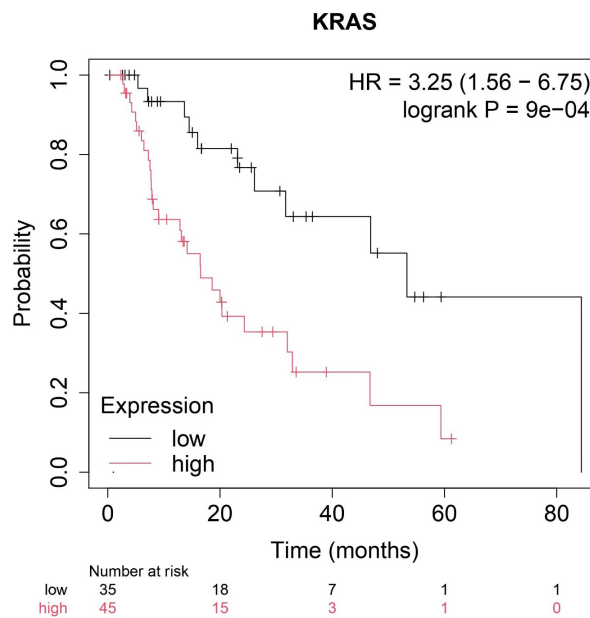 KRAS
HR = 3.25 (1.56 − 6.75)
logrank P = 9e−04
Probability
1.0
0.8
0.6
0.4
0.2
0.0
Expression
low
high
0 20 40 60 80
Time (months)
Number at risk
low 35 18 7 1 1
high 45 15 3 1 0